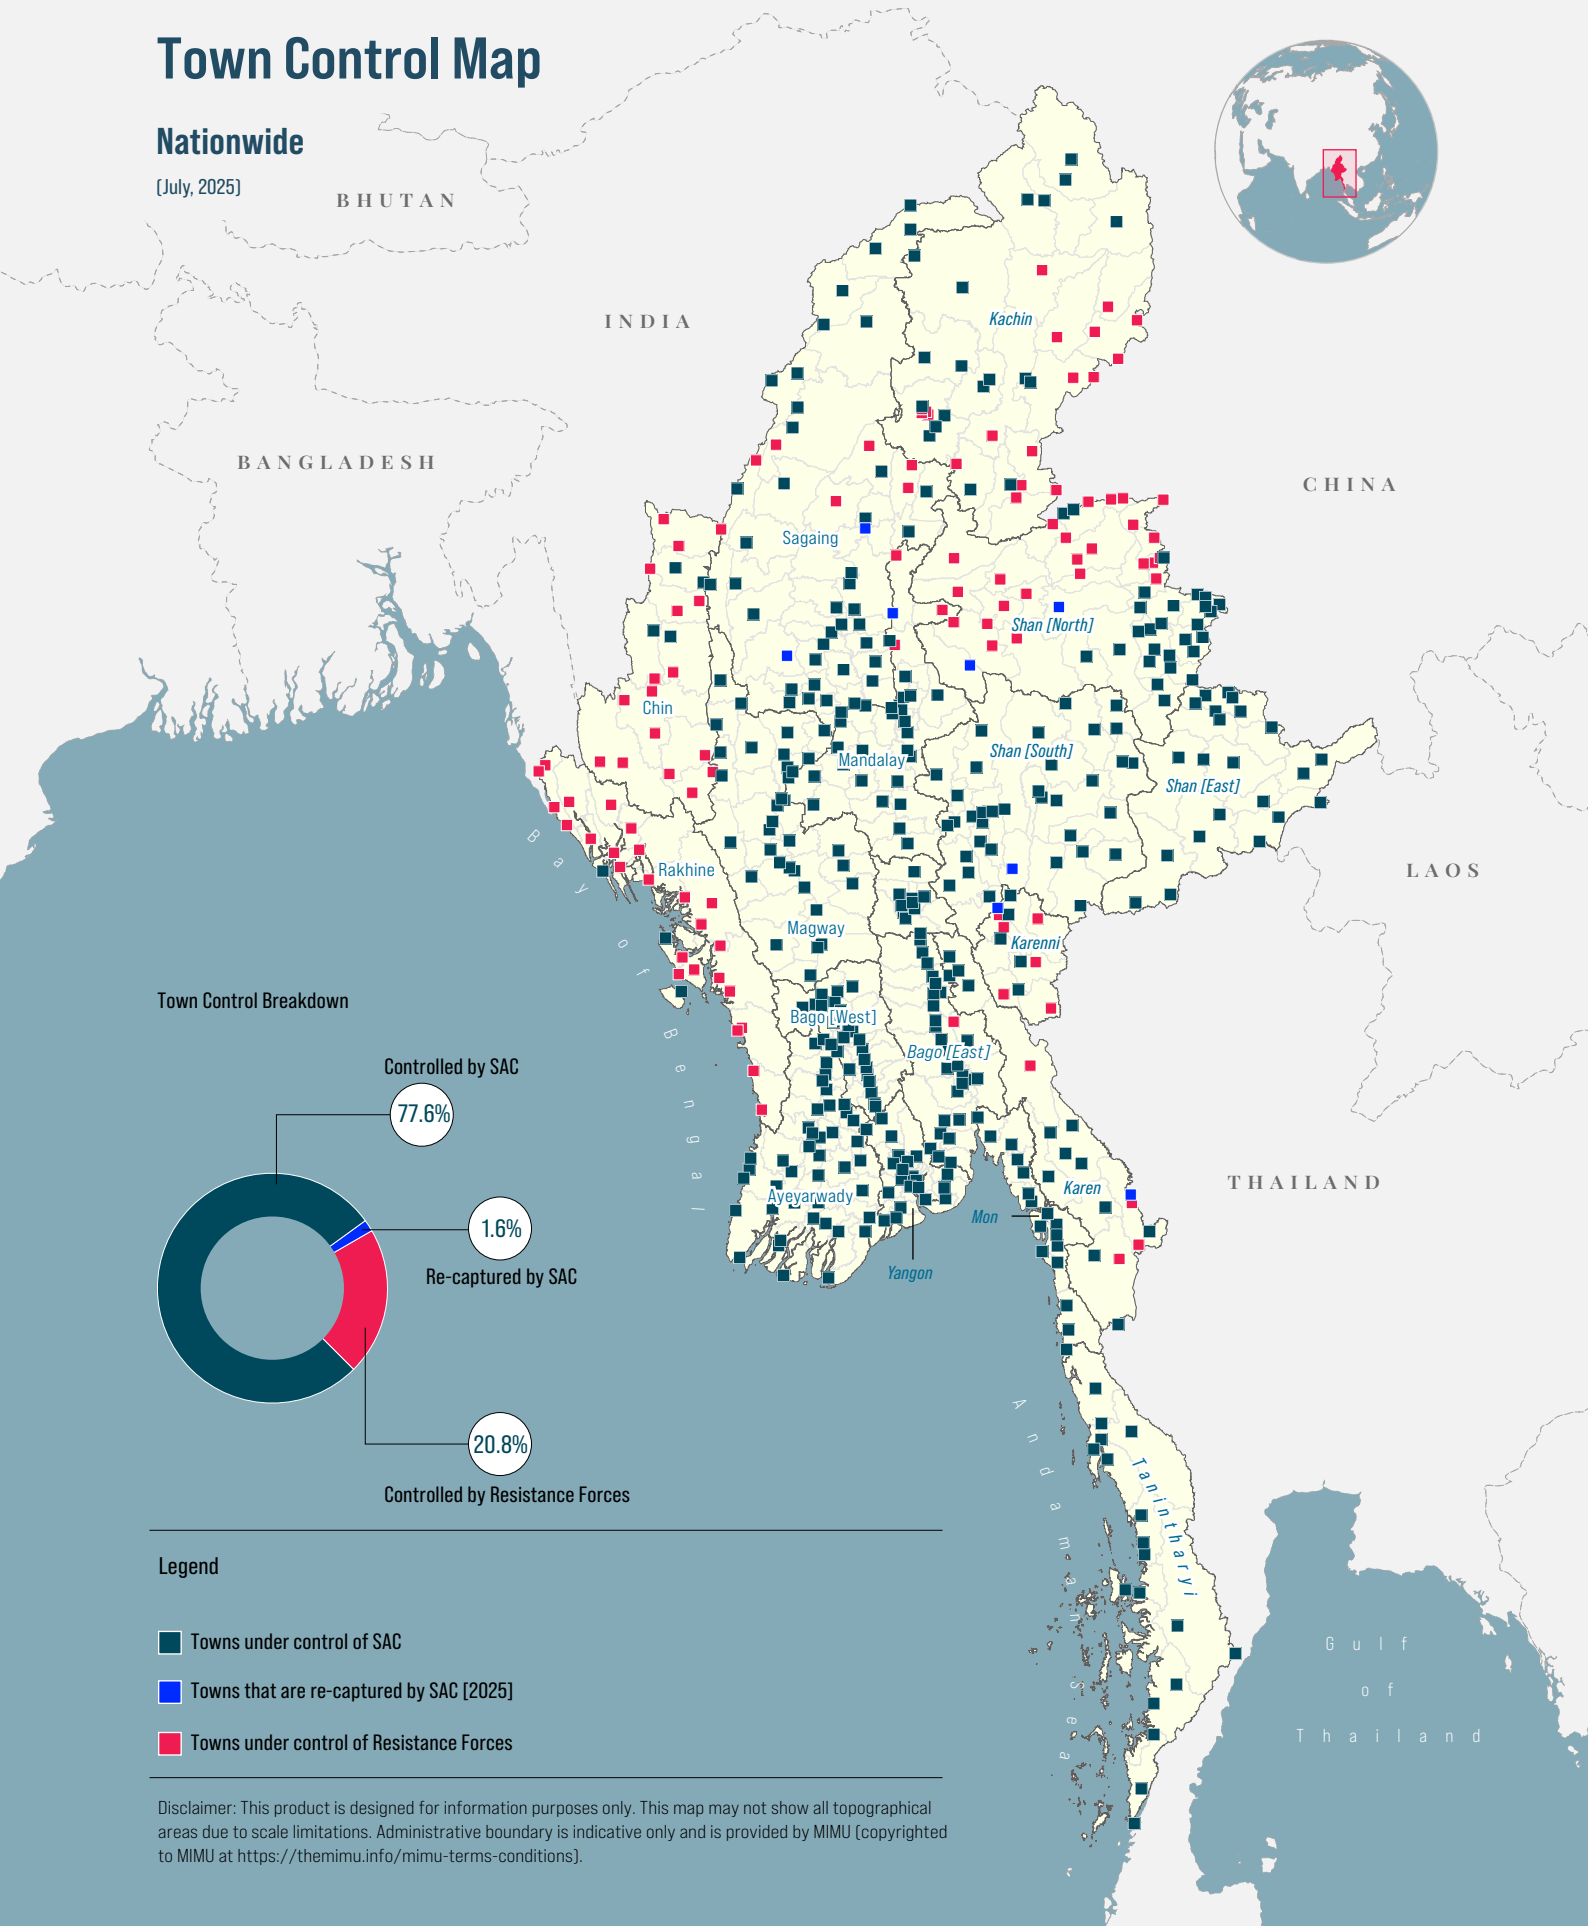 Town Control Map
Nationwide
(July, 2025)
BHUTAN
INDIA
Kachin
BANGLADESH
CHINA
Sagaing
Shan [North]
Chin
Shan [South]
Mandalay
Shan [East]
Bay of Bengal
Rakhine
LAOS
Magway
Karenni
Town Control Breakdown
Bago [West]
Bago [East]
Controlled by SAC
77.6%
THAILAND
Karen
Ayeyarwady
Mon
1.6%
Yangon
Re-captured by SAC
20.8%
Controlled by Resistance Forces
Andaman Sea
Tanintharyi
Legend
Towns under control of SAC
Towns that are re-captured by SAC [2025]
Towns under control of Resistance Forces
Gulf
of
Thailand
Disclaimer: This product is designed for information purposes only. This map may not show all topographical
areas due to scale limitations. Administrative boundary is indicative only and is provided by MIMU (copyrighted
to MIMU at https://themimu.info/mimu-terms-conditions).